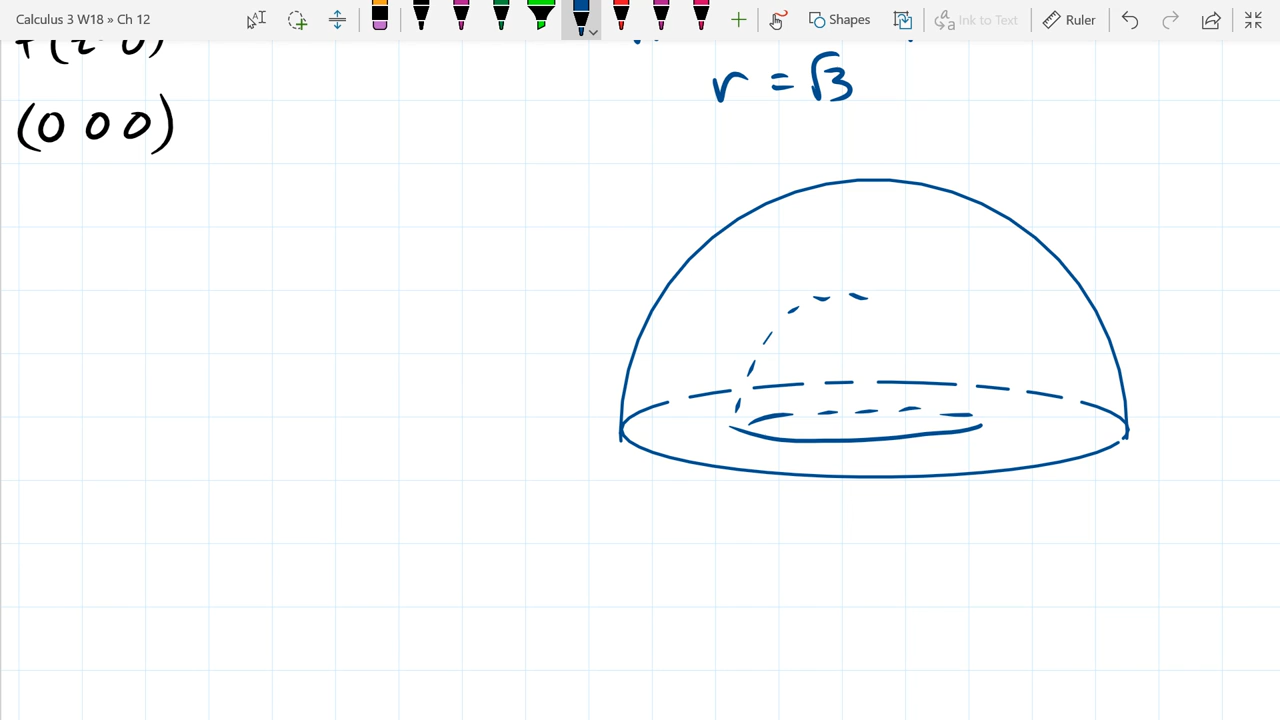 Calculus 3 W18 » Ch 12
Shapes
Ink to Text
Ruler
r = √3
(0 0 0)